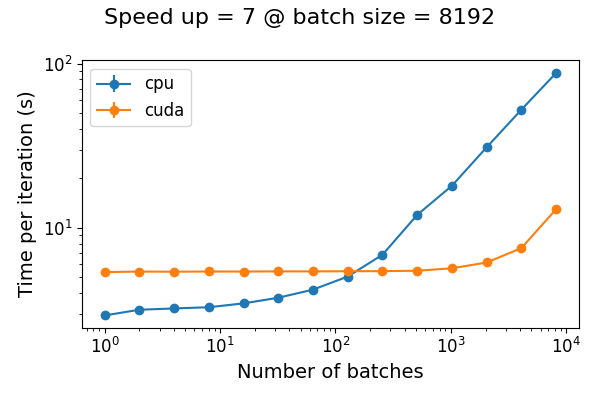 Speed up = 7 @ batch size = 8192
cpu
cuda
Time per iteration (s)
10²
10¹
10⁰ 10¹ 10² 10³ 10⁴
Number of batches